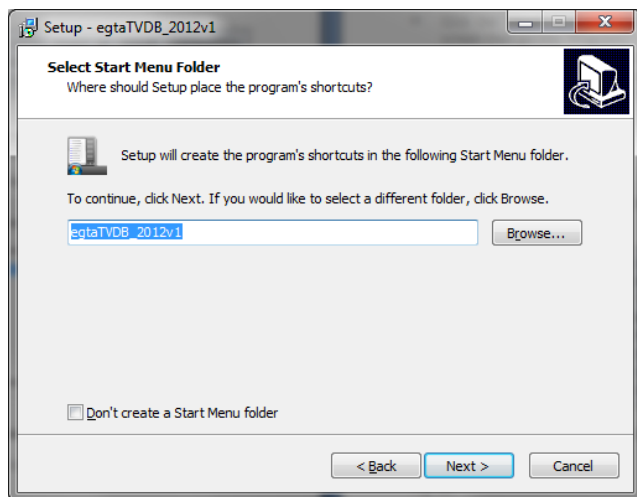 Setup - egtaTVDB_2012v1
Select Start Menu Folder
Where should Setup place the program's shortcuts?
Setup will create the program's shortcuts in the following Start Menu folder.
To continue, click Next. If you would like to select a different folder, click Browse.
egtaTVDB_2012v1
Browse...
Don't create a Start Menu folder
< Back
Next >
Cancel